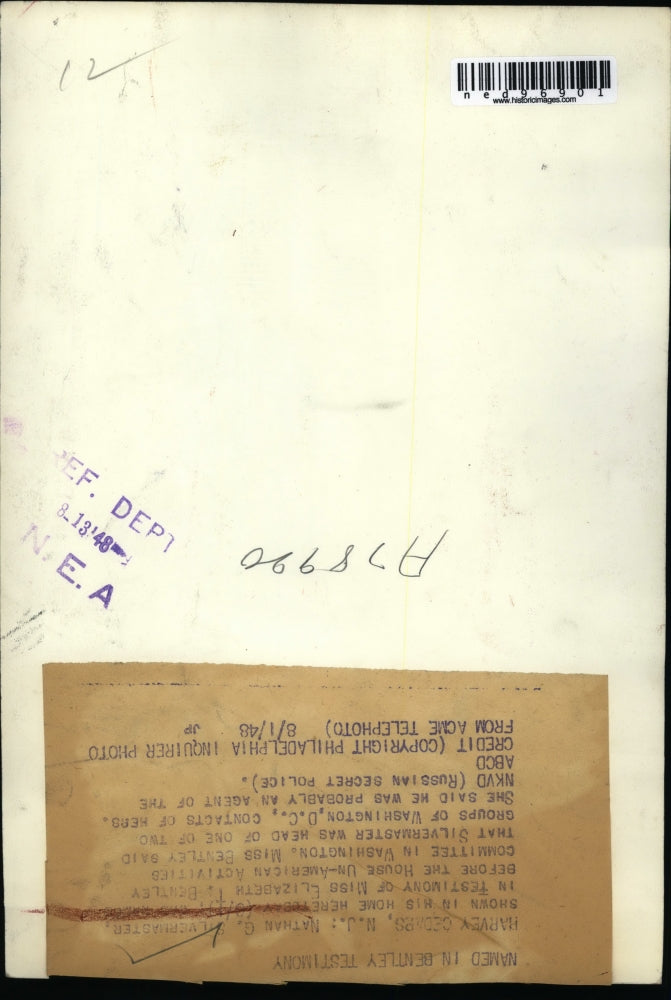 12
ned96901
www.historicimages.com
REF. DEPT
8-13-'48
N. E. A
A78990
NAMED IN BENTLEY TESTIMONY
HARVEY CEDARS, N.J.: NATHAN G. SILVERMASTER,
SHOWN IN HIS HOME HERE TODAY
IN TESTIMONY OF MISS ELIZABETH T. BENTLEY
BEFORE THE HOUSE UN-AMERICAN ACTIVITIES
COMMITTEE IN WASHINGTON. MISS BENTLEY SAID
THAT SILVERMASTER WAS HEAD OF ONE OF TWO
GROUPS OF WASHINGTON, D.C., CONTACTS OF HERS.
SHE SAID HE WAS PROBABLY AN AGENT OF THE
NKVD (RUSSIAN SECRET POLICE).
ABCD
CREDIT (COPYRIGHT PHILADELPHIA INQUIRER PHOTO
FROM ACME TELEPHOTO) 8/1/48 JP